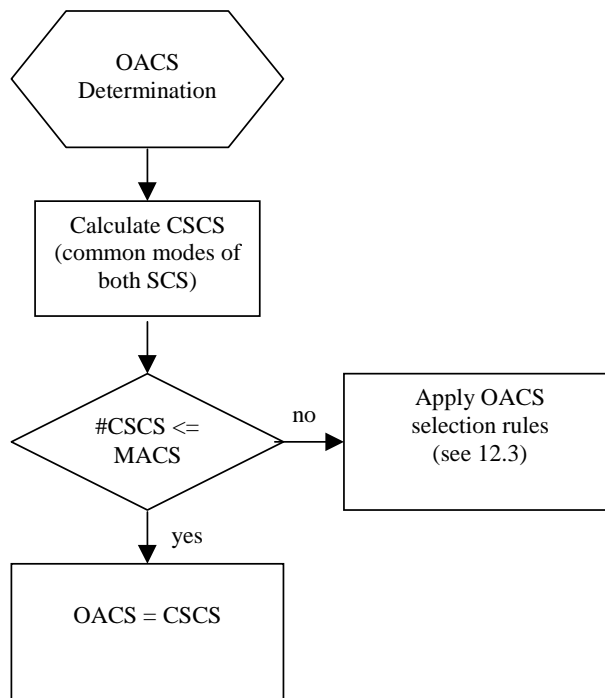 OACS
Determination
Calculate CSCS
(common modes of
both SCS)
#CSCS <=
MACS
no
Apply OACS
selection rules
(see 12.3)
yes
OACS = CSCS